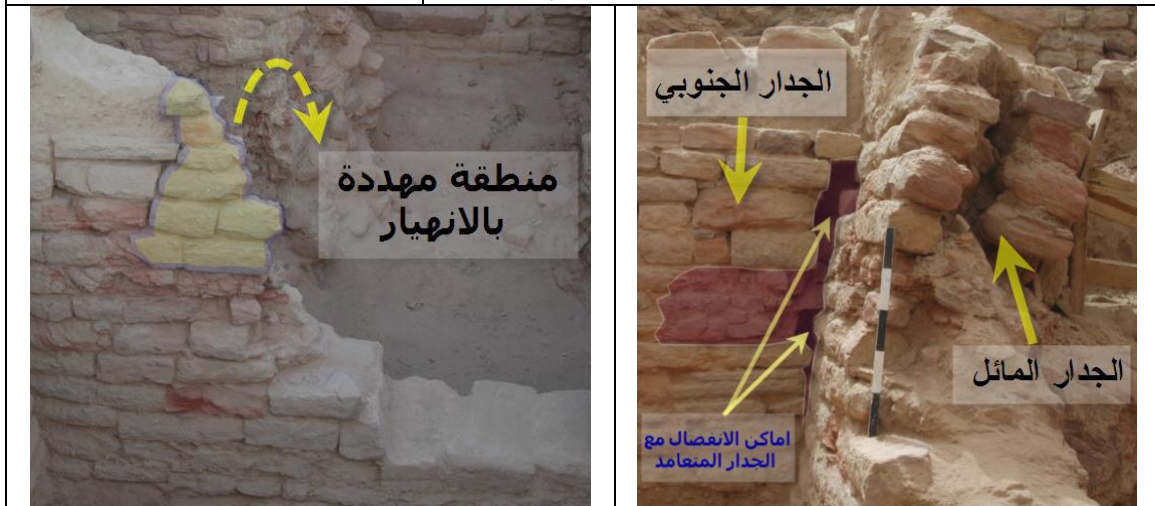 منطقة مهددة
بالانهيار
الجدار الجنوبي
الجدار المائل
اماكن الانفصال مع
الجدار المتعامد